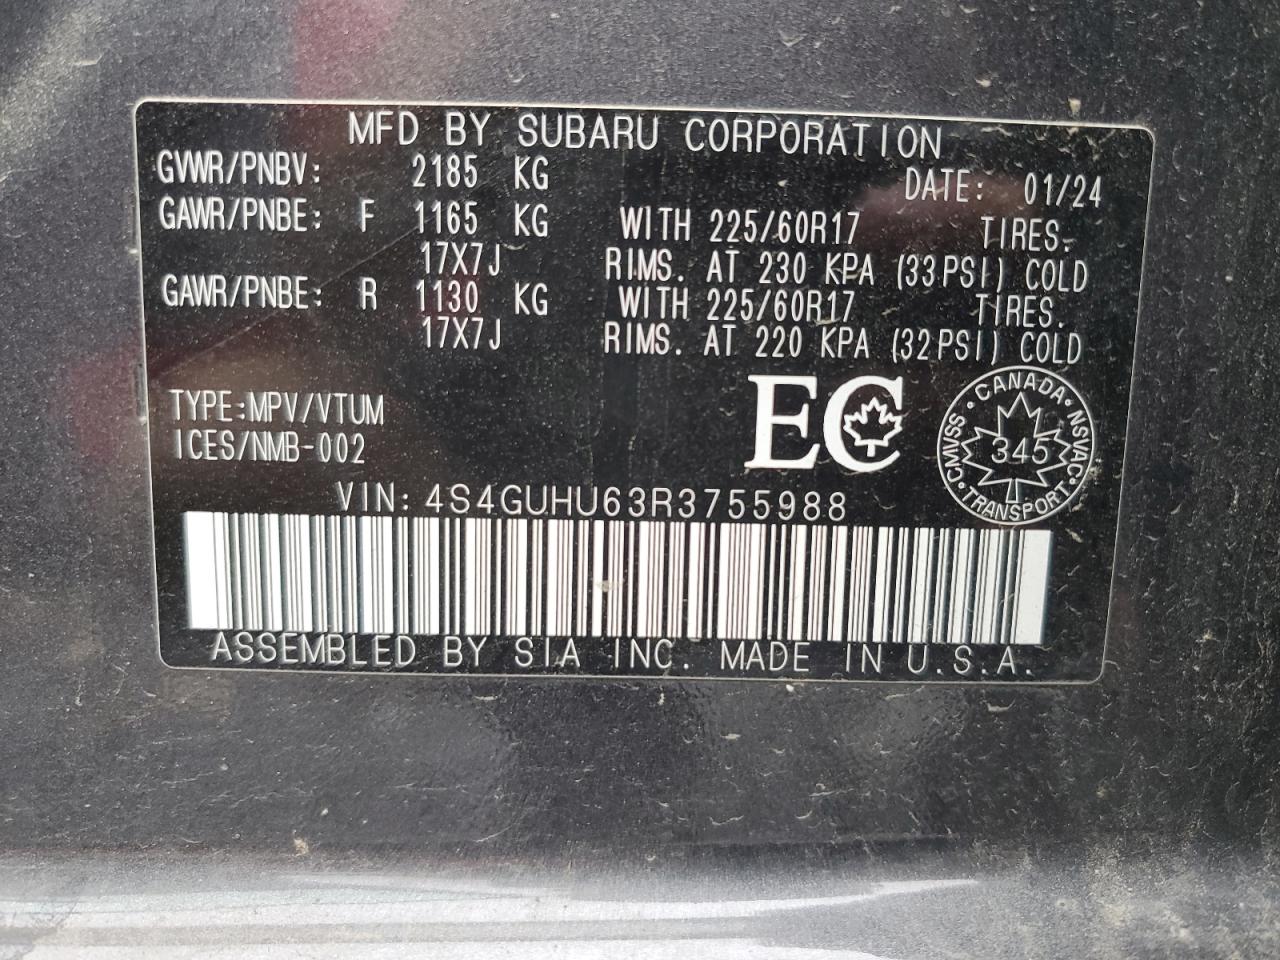 MFD BY SUBARU CORPORATION
GVWR/PNBV: 2185 KG DATE: 01/24
GAWR/PNBE: F 1165 KG WITH 225/60R17 TIRES.
17X7J RIMS. AT 230 KPA (33PSI) COLD
GAWR/PNBE: R 1130 KG WITH 225/60R17 TIRES.
17X7J RIMS. AT 220 KPA (32PSI) COLD
TYPE:MPV/VTUM
ICES/NMB-002
EC
CANADA
CMVSS 345 NSVAC
TRANSPORT
VIN: 4S4GUHU63R3755988
ASSEMBLED BY SIA INC. MADE IN U.S.A.